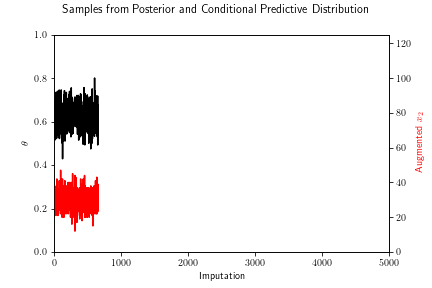 Samples from Posterior and Conditional Predictive Distribution
1.0
0.8
0.6
0.4
0.2
0.0
θ
120
100
80
60
40
20
0
Augmented x₂
0 1000 2000 3000 4000 5000
Imputation